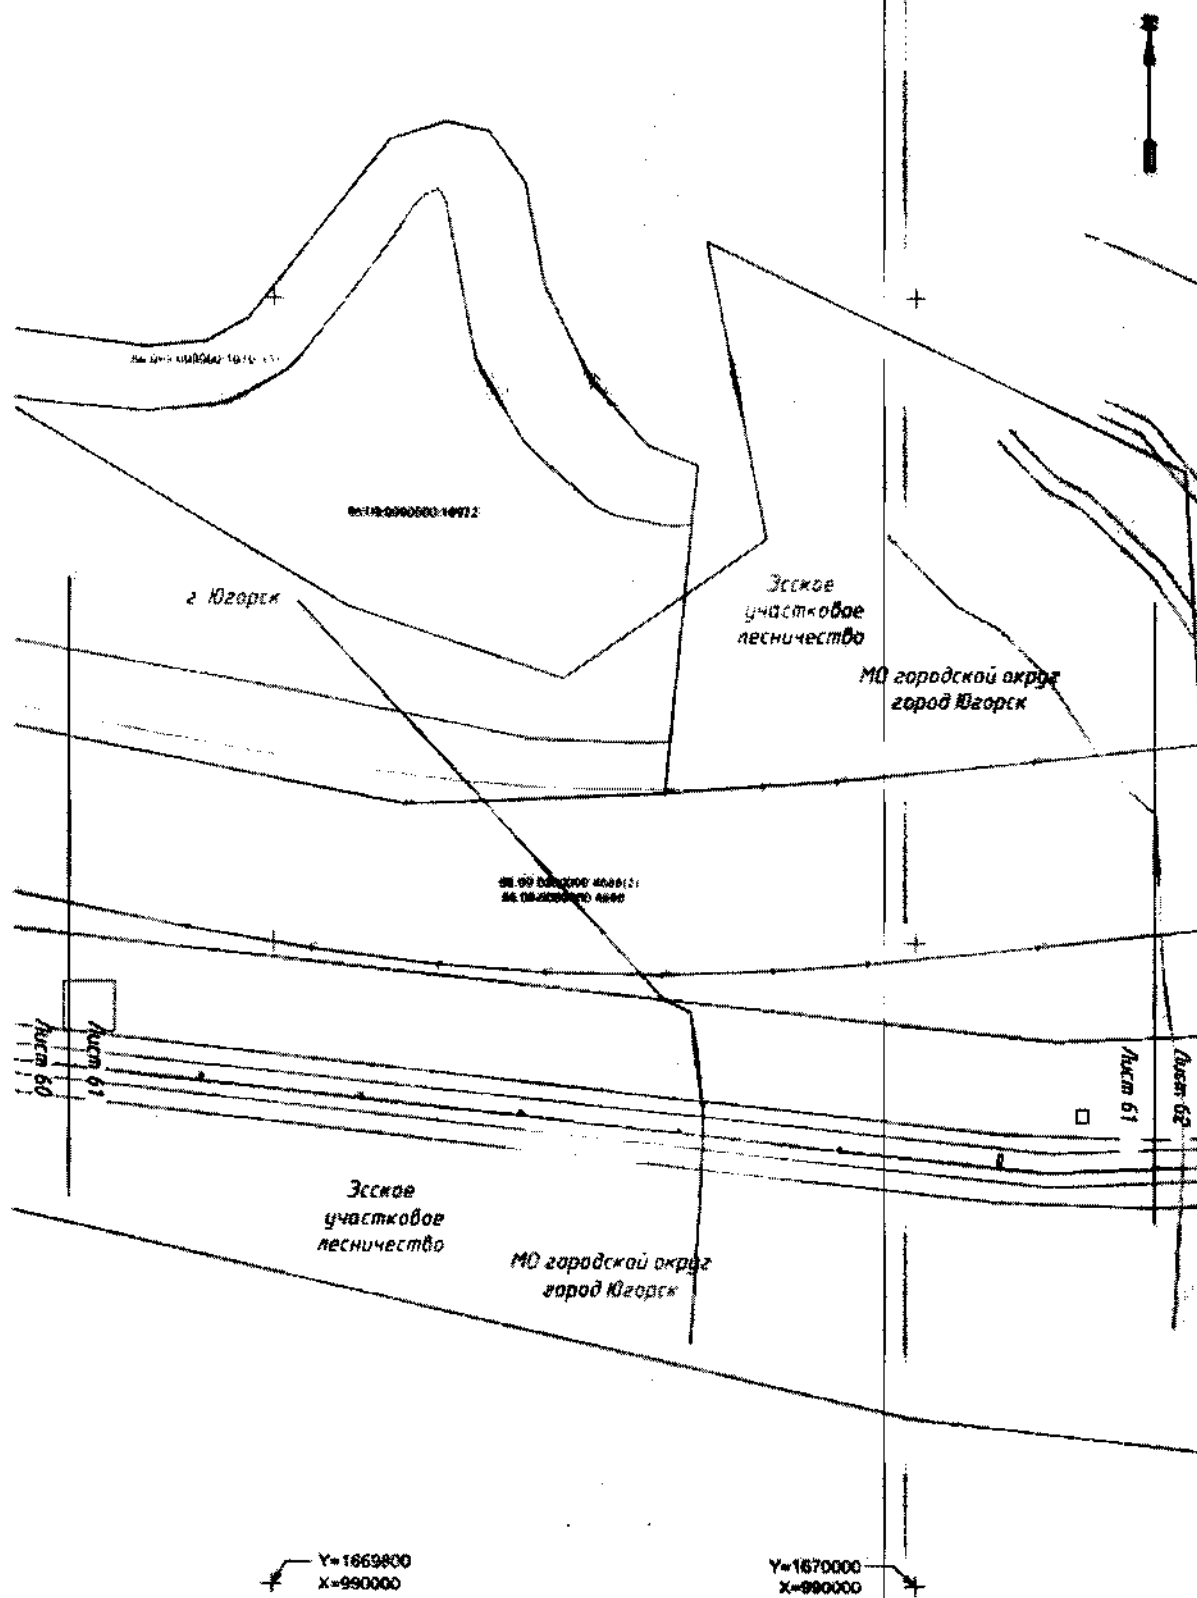 г Югорск
Эсское
участковое
лесничество
МО городской округ
город Югорск
Лист 60
Лист 61
Лист 61
Лист 62
Эсское
участковое
лесничество
МО городской округ
город Югорск
Y=1669800
X=990000
Y=1670000
X=990000